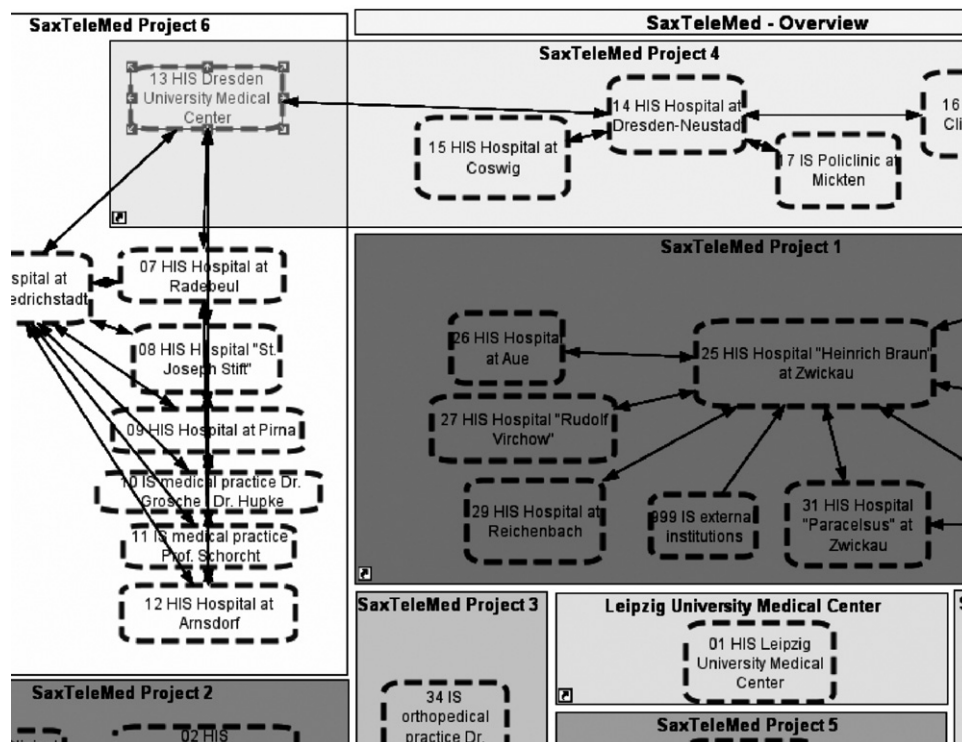 SaxTeleMed Project 6
SaxTeleMed - Overview
SaxTeleMed Project 4
13 HIS Dresden
University Medical
Center
14 HIS Hospital at
Dresden-Neustad
16
Cli
15 HIS Hospital at
Coswig
17 IS Policlinic at
Mickten
SaxTeleMed Project 1
spital at
edrichstadt
07 HIS Hospital at
Radebeul
08 HIS Hospital "St.
Joseph Stift"
09 HIS Hospital at Pirna
10 IS medical practice Dr.
Grosche / Dr. Hupke
11 IS medical practice
Prof. Schorcht
12 HIS Hospital at
Arnsdorf
26 HIS Hospital
at Aue
25 HIS Hospital "Heinrich Braun"
at Zwickau
27 HIS Hospital "Rudolf
Virchow"
29 HIS Hospital at
Reichenbach
999 IS external
institutions
31 HIS Hospital
"Paracelsus" at
Zwickau
SaxTeleMed Project 3
34 IS
orthopedical
practice Dr.
Leipzig University Medical Center
01 HIS Leipzig
University Medical
Center
SaxTeleMed Project 2
02 HIS
SaxTeleMed Project 5